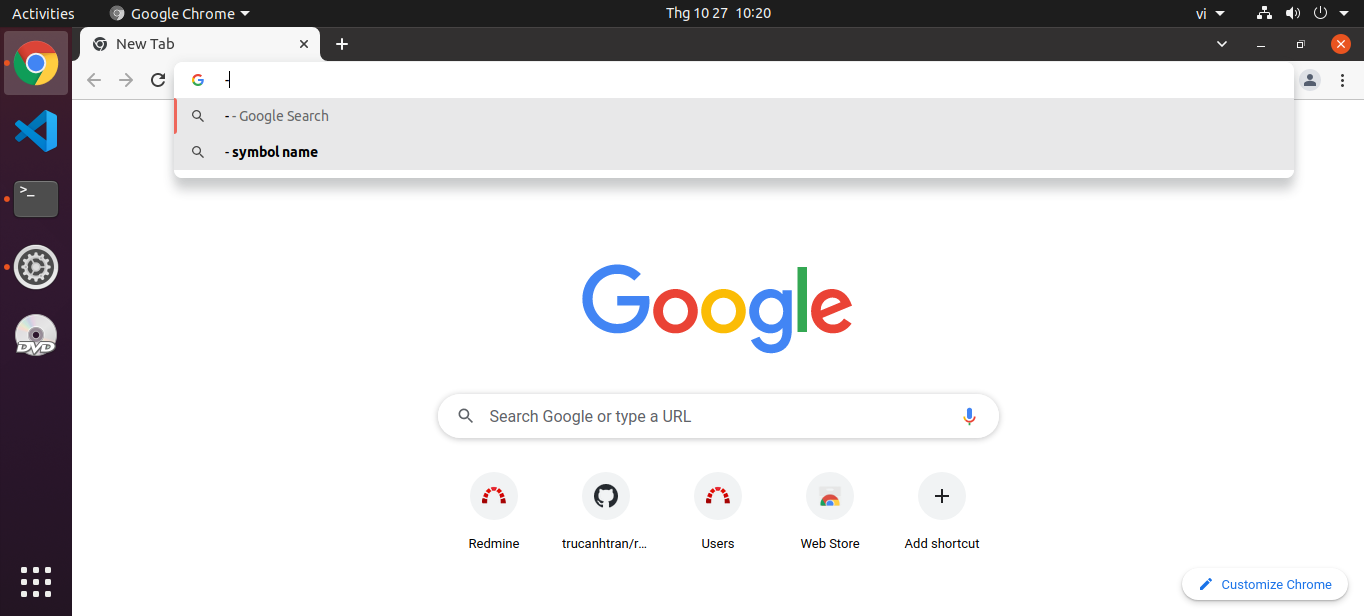 Activities Google Chrome Thg 10 27 10:20 vi
New Tab
-
- - Google Search
- symbol name
Google
Search Google or type a URL
Redmine trucanhtran/r... Users Web Store Add shortcut
Customize Chrome
>_
DVD